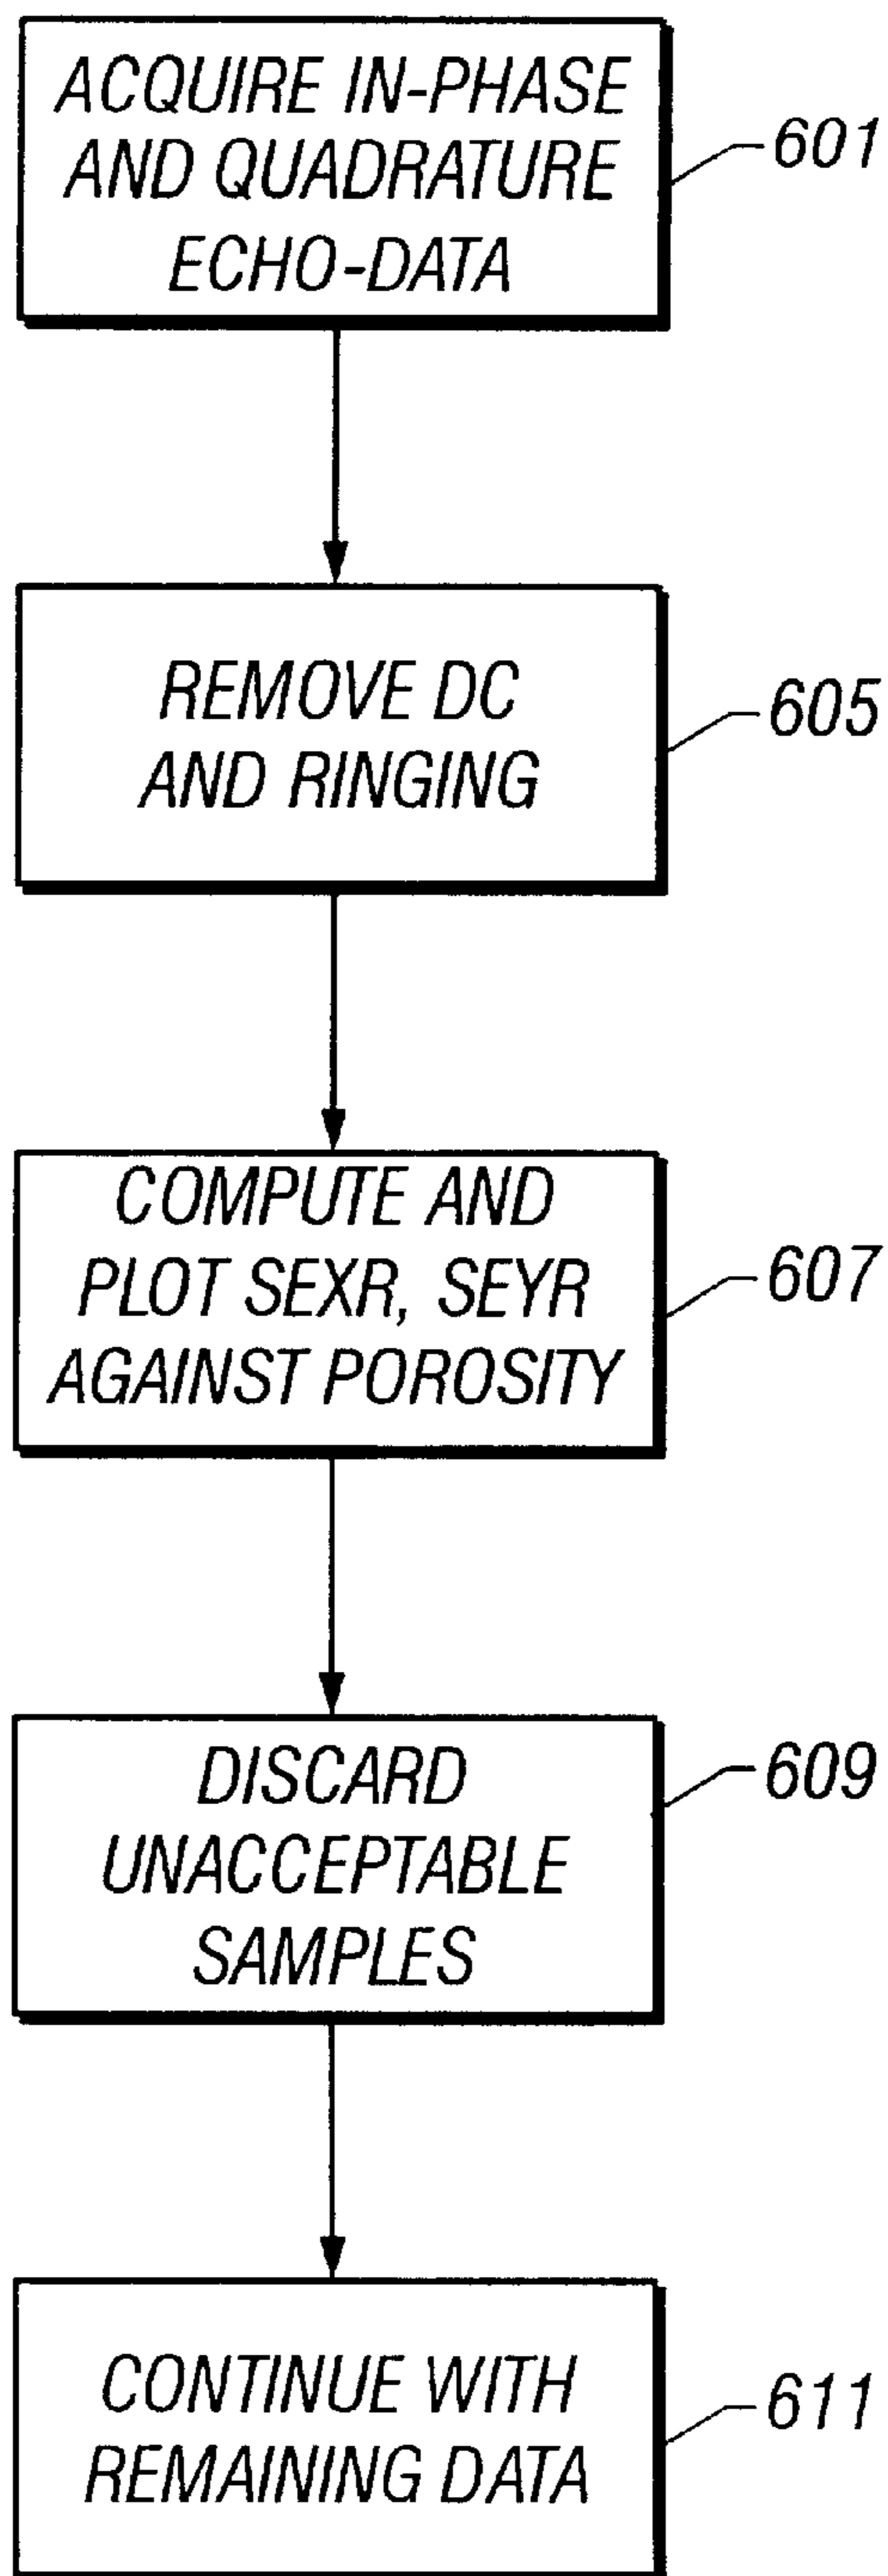 ACQUIRE IN-PHASE
AND QUADRATURE
ECHO-DATA
601
REMOVE DC
AND RINGING
605
COMPUTE AND
PLOT SEXR, SEYR
AGAINST POROSITY
607
DISCARD
UNACCEPTABLE
SAMPLES
609
CONTINUE WITH
REMAINING DATA
611